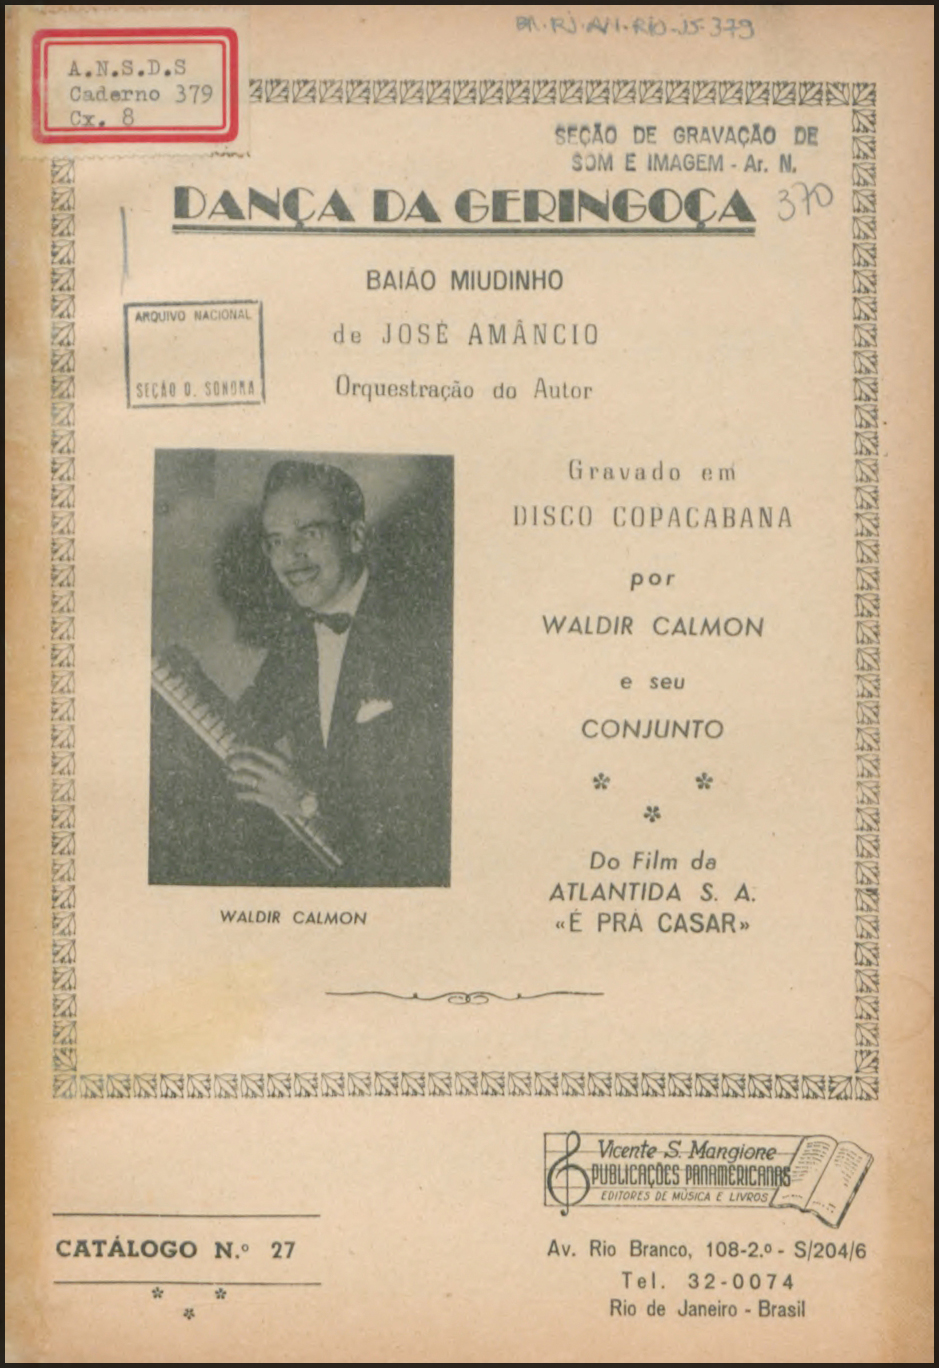 BR.RJ.AN.RIO.J5.379
A.N.S.D.S
Caderno 379
Cx. 8
SEÇÃO DE GRAVAÇÃO DE
SOM E IMAGEM - Ar. N.
DANÇA DA GERINGOÇA
370
BAIÃO MIUDINHO
de JOSÉ AMÂNCIO
Orquestração do Autor
ARQUIVO NACIONAL
SEÇÃO D. SONORA
Gravado em
DISCO COPACABANA
por
WALDIR CALMON
e seu
CONJUNTO
* *
*
Do Film da
ATLANTIDA S. A.
«É PRÁ CASAR»
WALDIR CALMON
Vicente S. Mangione
PUBLICAÇÕES PANAMERICANAS
EDITORES DE MÚSICA E LIVROS
CATÁLOGO N.º 27
* *
*
Av. Rio Branco, 108-2.º - S/204/6
Tel. 32-0074
Rio de Janeiro - Brasil